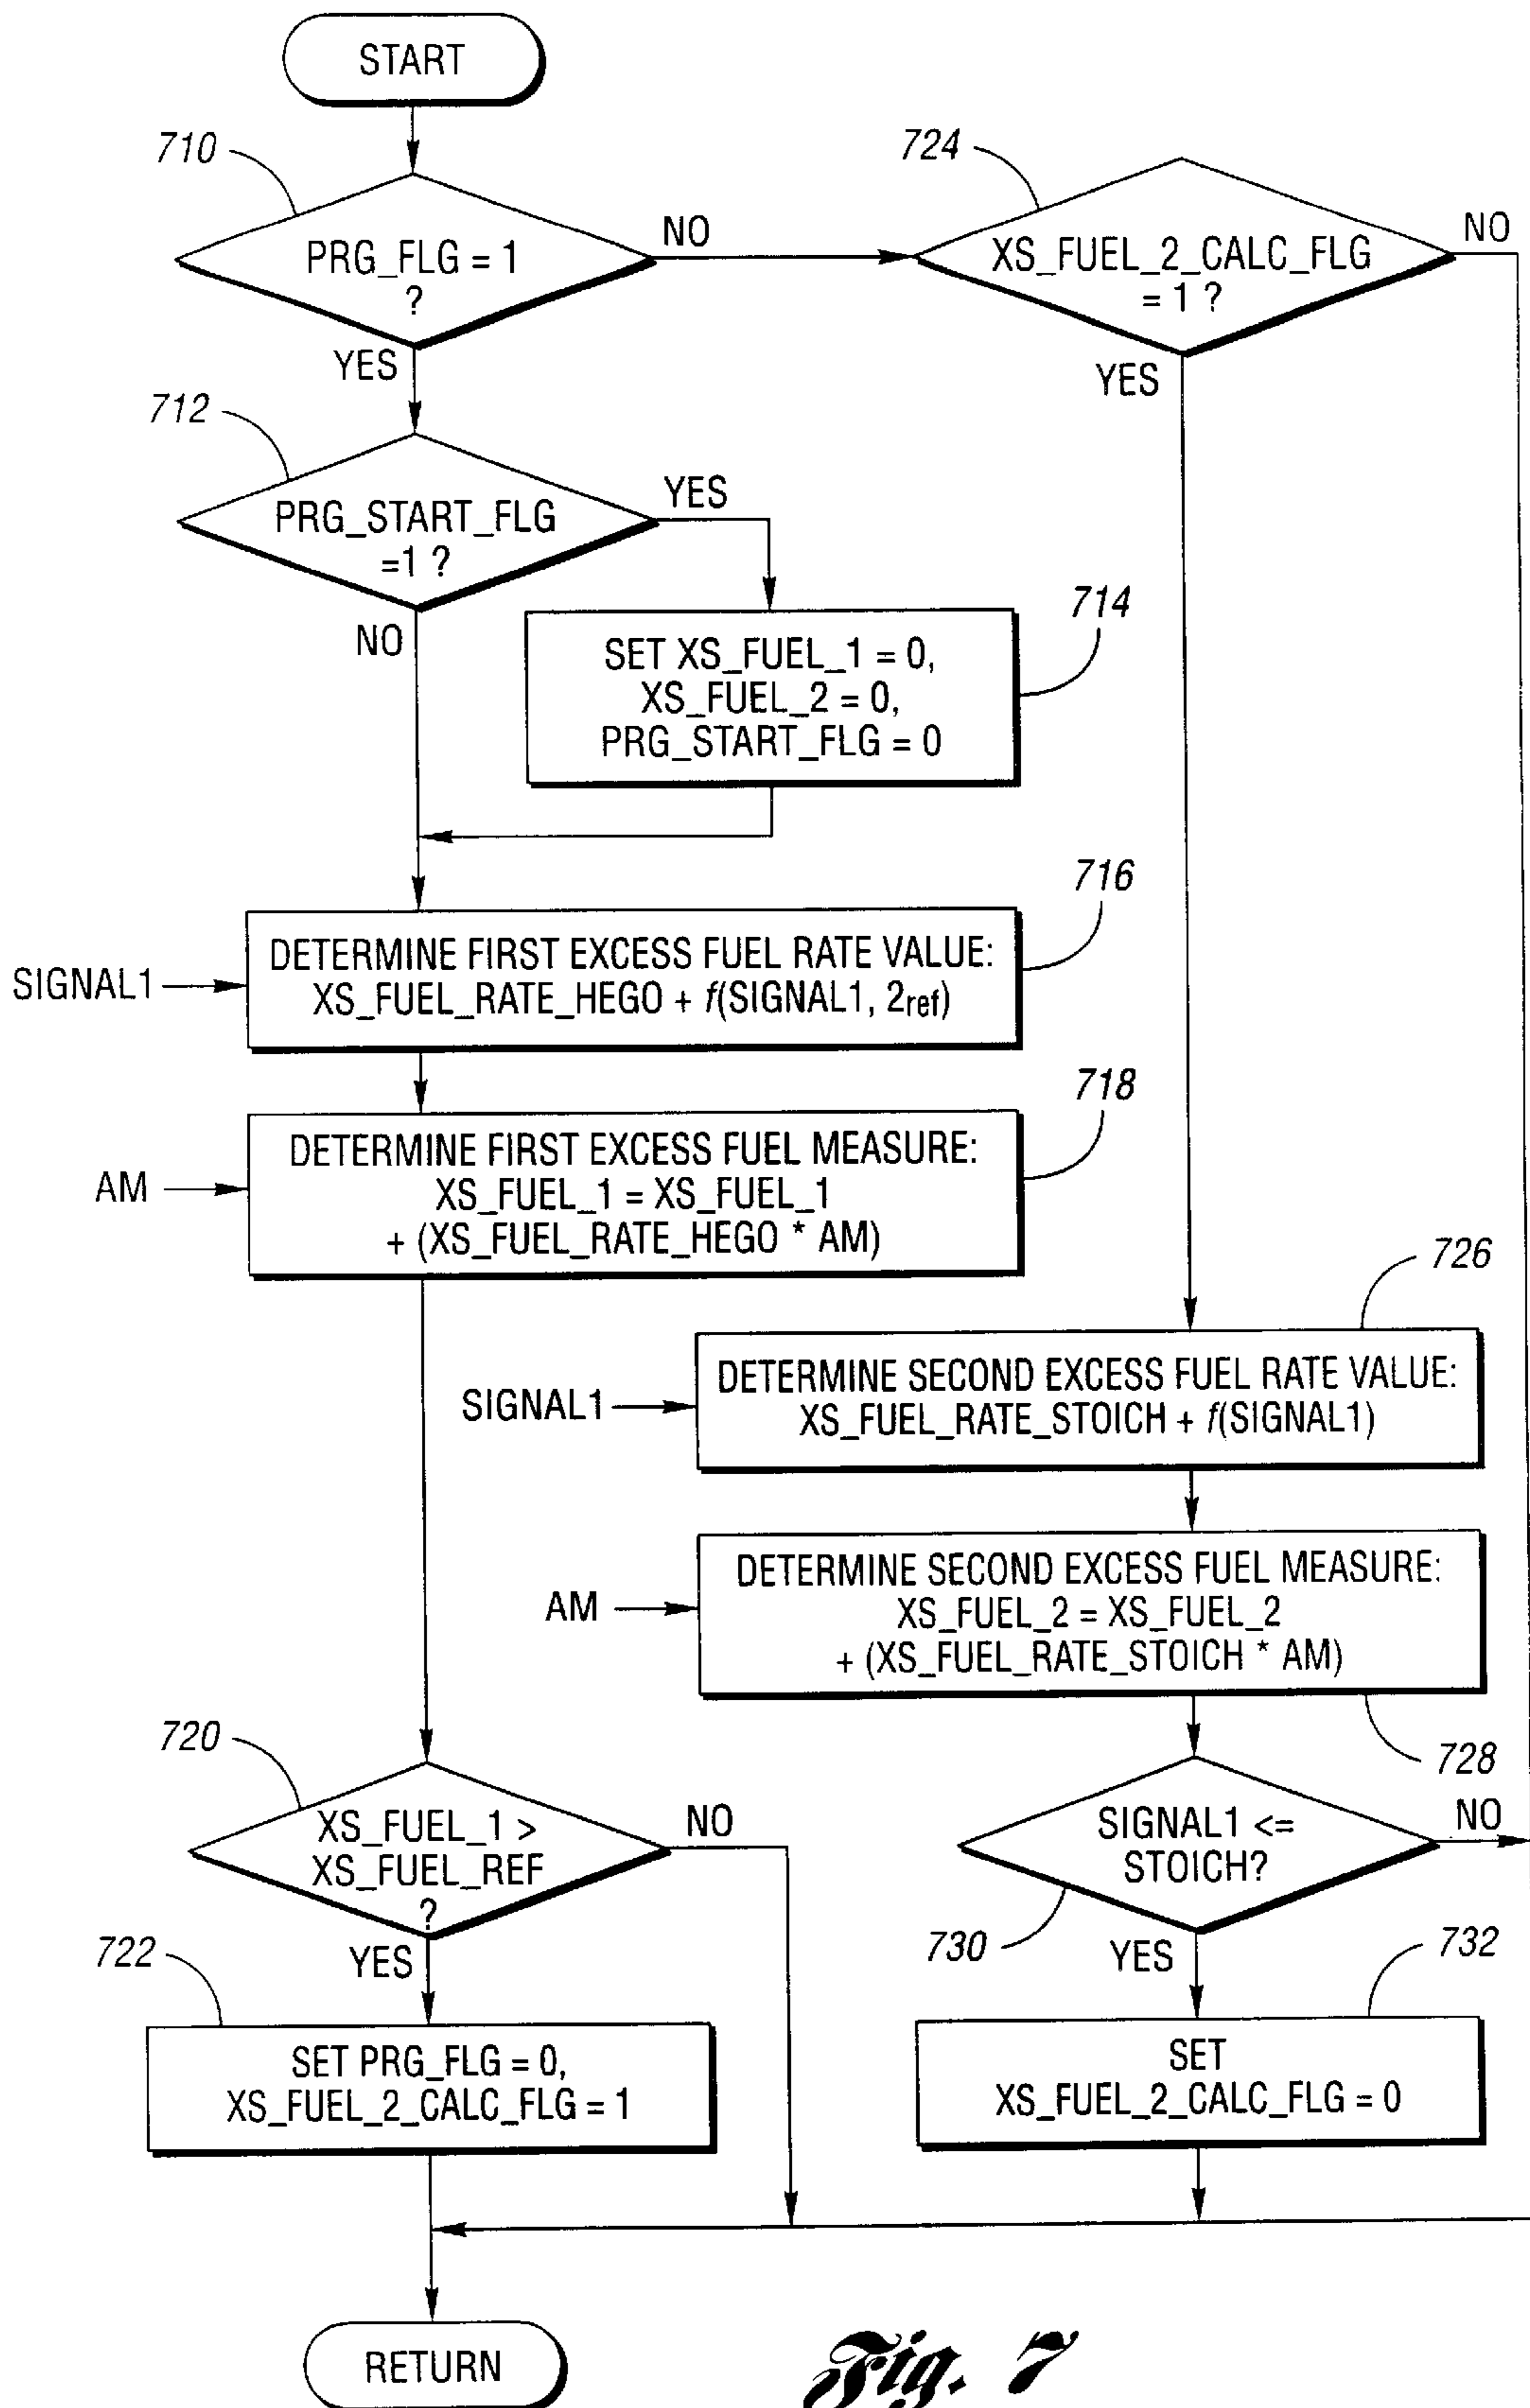 START
710
PRG_FLG = 1
?
NO
YES
724
XS_FUEL_2_CALC_FLG
= 1 ?
NO
YES
712
PRG_START_FLG
=1 ?
YES
NO
714
SET XS_FUEL_1 = 0,
XS_FUEL_2 = 0,
PRG_START_FLG = 0
716
SIGNAL1
DETERMINE FIRST EXCESS FUEL RATE VALUE:
XS_FUEL_RATE_HEGO + f(SIGNAL1, 2ref)
718
AM
DETERMINE FIRST EXCESS FUEL MEASURE:
XS_FUEL_1 = XS_FUEL_1
+ (XS_FUEL_RATE_HEGO * AM)
726
SIGNAL1
DETERMINE SECOND EXCESS FUEL RATE VALUE:
XS_FUEL_RATE_STOICH + f(SIGNAL1)
AM
DETERMINE SECOND EXCESS FUEL MEASURE:
XS_FUEL_2 = XS_FUEL_2
+ (XS_FUEL_RATE_STOICH * AM)
728
720
XS_FUEL_1 >
XS_FUEL_REF
?
NO
YES
SIGNAL1 <=
STOICH?
NO
730
YES
722
SET PRG_FLG = 0,
XS_FUEL_2_CALC_FLG = 1
732
SET
XS_FUEL_2_CALC_FLG = 0
RETURN
Fig. 7